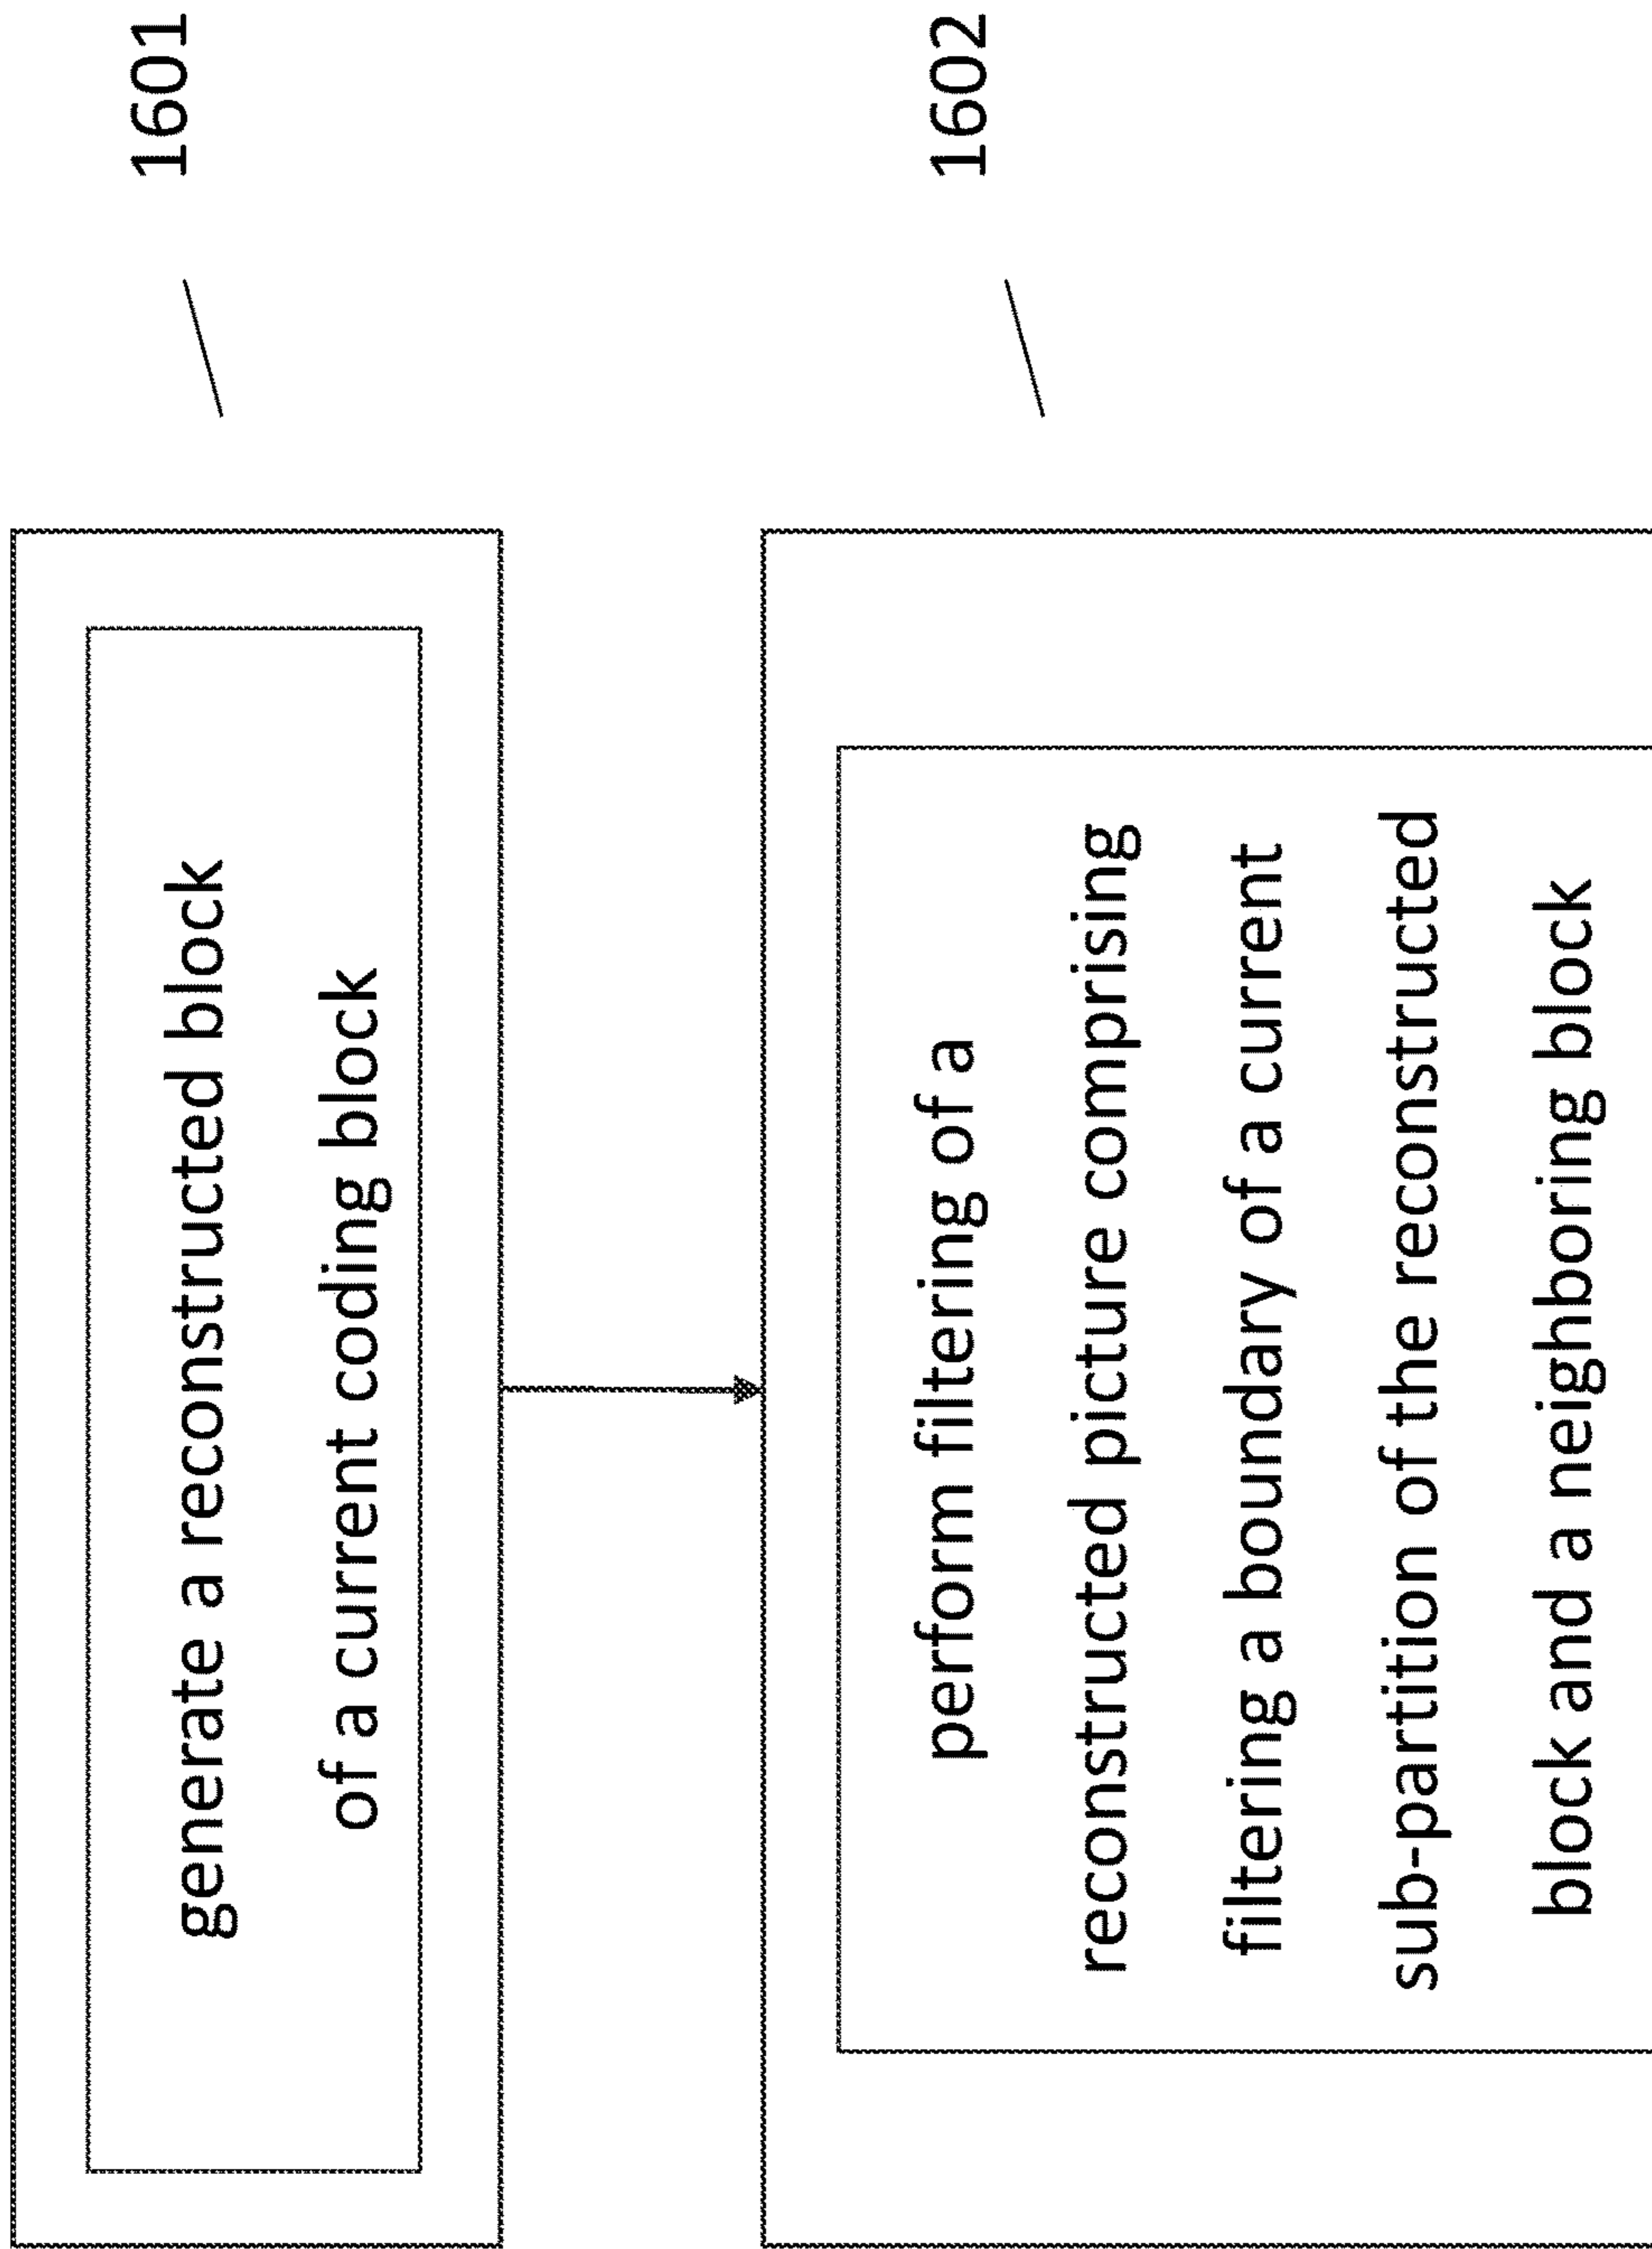 generate a reconstructed block
of a current coding block
1601
perform filtering of a
reconstructed picture comprising
filtering a boundary of a current
sub-partition of the reconstructed
block and a neighboring block
1602